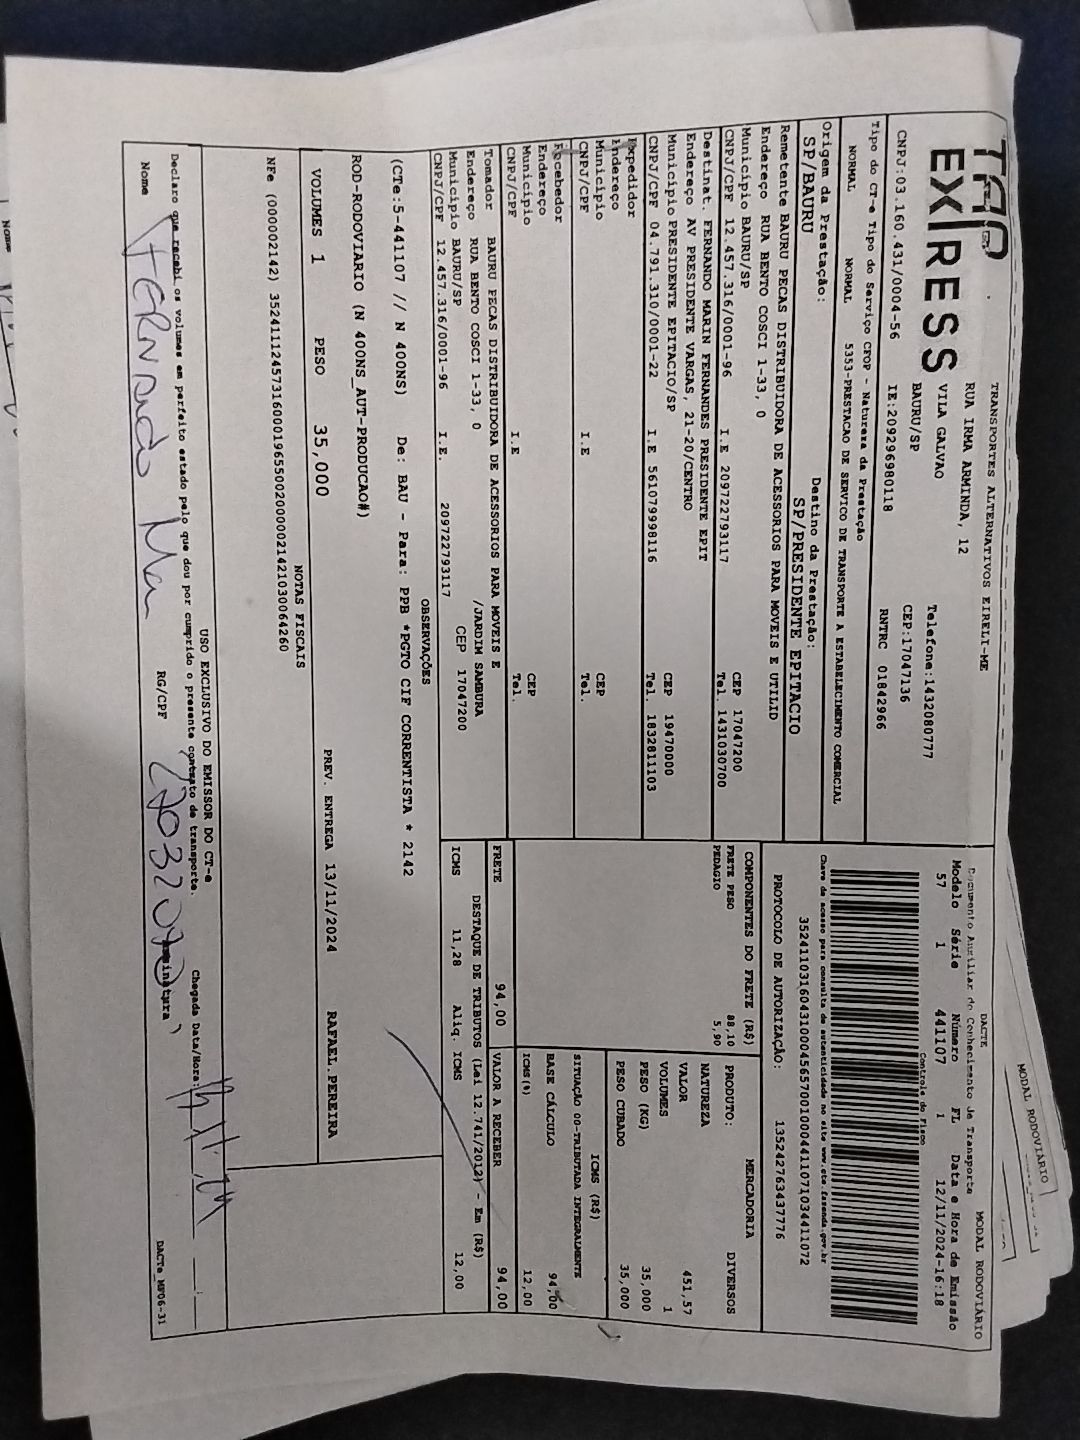 TAP
EX|RESS
TRANSPORTES ALTERNATIVOS EIRELI-ME
RUA IRMA ARMINDA, 12
VILA GALVAO
BAURU/SP
Telefone:1432080777
CEP:17047136
CNPJ:03.160.431/0004-56 IE:209296980118 RNTRC 01842966
Tipo do CT-e Tipo do Serviço CFOP - Natureza da Prestação
NORMAL NORMAL 5353-PRESTACAO DE SERVICO DE TRANSPORTE A ESTABELECIMENTO COMERCIAL
Origem da Prestação: Destino da Prestação:
SP/BAURU SP/PRESIDENTE EPITACIO
Remetente BAURU PECAS DISTRIBUIDORA DE ACESSORIOS PARA MOVEIS E UTILID
Endereço RUA BENTO COSCI 1-33, 0
Município BAURU/SP CEP 17047200
CNPJ/CPF 12.457.316/0001-96 I.E 209722793117 Tel. 1431030700
Destinat. FERNANDO MARIN FERNANDES PRESIDENTE EPIT
Endereço AV PRESIDENTE VARGAS, 21-20/CENTRO
Município PRESIDENTE EPITACIO/SP CEP 19470000
CNPJ/CPF 04.791.310/0001-22 I.E 561079998116 Tel. 1832811103
Expedidor
Endereço
Município CEP
CNPJ/CPF I.E Tel.
Recebedor
Endereço
Município CEP
CNPJ/CPF I.E Tel.
Tomador BAURU PECAS DISTRIBUIDORA DE ACESSORIOS PARA MOVEIS E
Endereço RUA BENTO COSCI 1-33, 0 /JARDIM SAMBURA
Município BAURU/SP CEP 17047200
CNPJ/CPF 12.457.316/0001-96 I.E. 209722793117
DACTE MODAL RODOVIÁRIO
Documento Auxiliar do Conhecimento de Transporte
Modelo Série Número FL Data e Hora de Emissão
57 1 441107 1 12/11/2024-16:18
Controle do Fisco
Chave de acesso para consulta de autenticidade no site www.cte.fazenda.gov.br
35241103160431000456570010004411071034411072
PROTOCOLO DE AUTORIZAÇÃO: 135242763437776
COMPONENTES DO FRETE (R$)
FRETE PESO 88,10
PEDAGIO 5,90
MERCADORIA
PRODUTO: DIVERSOS
NATUREZA
VALOR 451,57
VOLUMES 1
PESO (KG) 35,000
PESO CUBADO 35,000
ICMS (R$)
SITUAÇÃO 00-TRIBUTADA INTEGRALMENTE
BASE CÁLCULO 94,00
ICMS(%) 12,00
FRETE 94,00 VALOR A RECEBER 94,00
DESTAQUE DE TRIBUTOS (Lei 12.741/2012) - Em (R$)
ICMS 11,28 Aliq. ICMS 12,00
OBSERVAÇÕES
(CTe:5-441107 // N 400NS) De: BAU - Para: PPB *PGTO CIF CORRENTISTA * 2142
ROD-RODOVIARIO (N 400NS_AUT-PRODUCAO#)
VOLUMES 1 PESO 35,000 PREV. ENTREGA 13/11/2024 RAFAEL.PEREIRA
NOTAS FISCAIS
NFe (000002142) 35241112457316000196550020000021421030064260
USO EXCLUSIVO DO EMISSOR DO CT-e
Declaro que recebi os volumes em perfeito estado pelo que dou por cumprido o presente contrato de transporte. Chegada Data/Hora:
Nome FERNANDO RG/CPF Assinatura
DACTe_MF06-31
MODAL RODOVIÁRIO
Nome